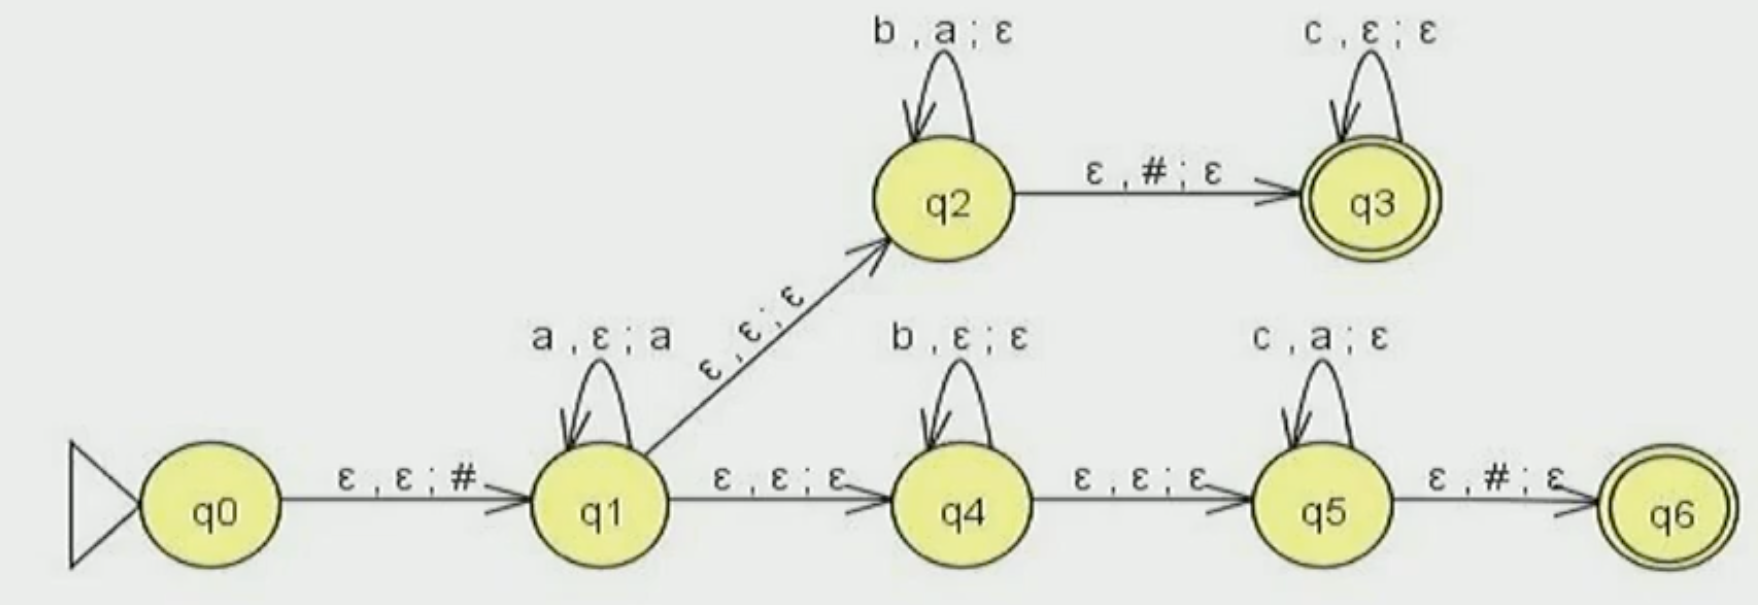 b , a ; ε
c , ε ; ε
ε , # ; ε
q2
q3
ε , ε ; ε
a , ε ; a
b , ε ; ε
c , a ; ε
ε , ε ; #
ε , ε ; ε
ε , ε ; ε
ε , # ; ε
q0
q1
q4
q5
q6